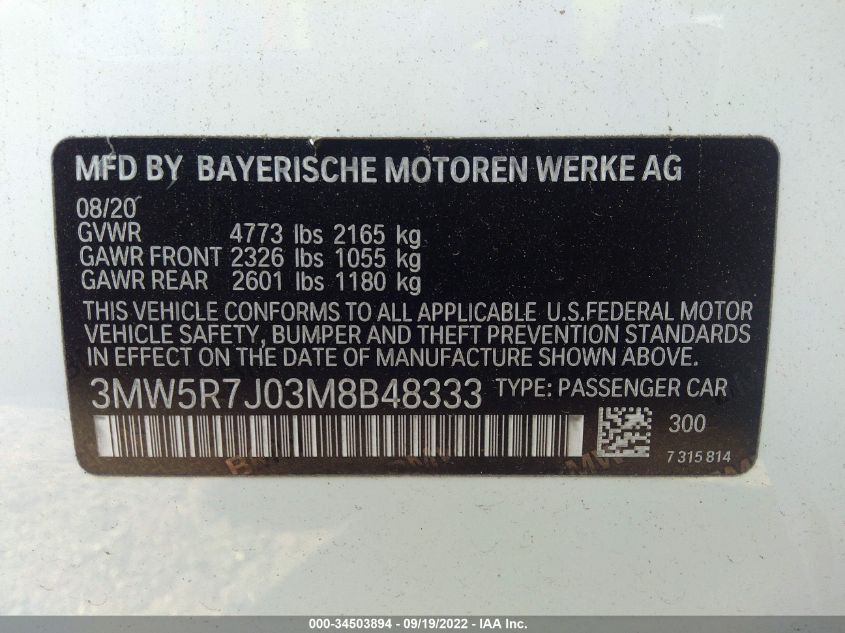 MFD BY BAYERISCHE MOTOREN WERKE AG
08/20
GVWR 4773 lbs 2165 kg
GAWR FRONT 2326 lbs 1055 kg
GAWR REAR 2601 lbs 1180 kg
THIS VEHICLE CONFORMS TO ALL APPLICABLE U.S.FEDERAL MOTOR
VEHICLE SAFETY, BUMPER AND THEFT PREVENTION STANDARDS
IN EFFECT ON THE DATE OF MANUFACTURE SHOWN ABOVE.
3MW5R7J03M8B48333 TYPE: PASSENGER CAR
300
7 315 814
000-34503894 - 09/19/2022 - IAA Inc.